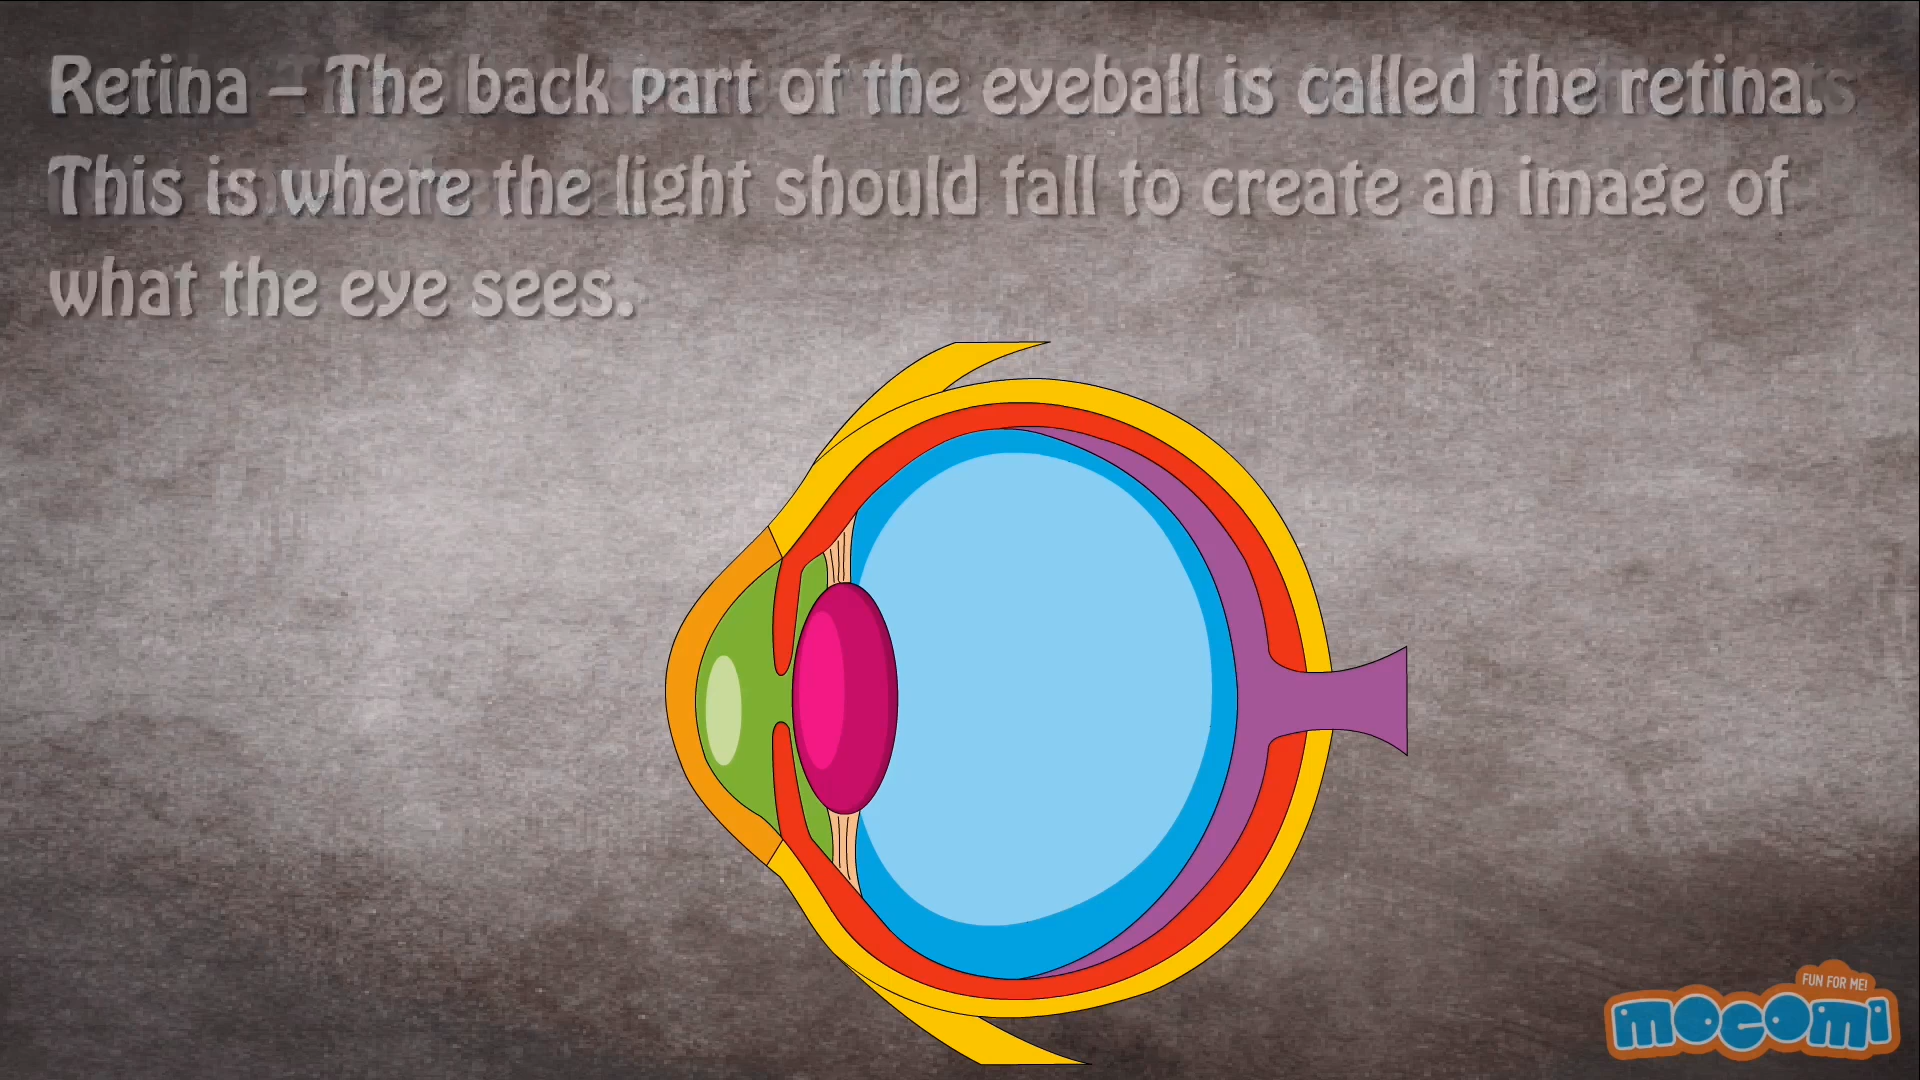 Retina – The back part of the eyeball is called the retina.
This is where the light should fall to create an image of
what the eye sees.
FUN FOR ME!
mocomi